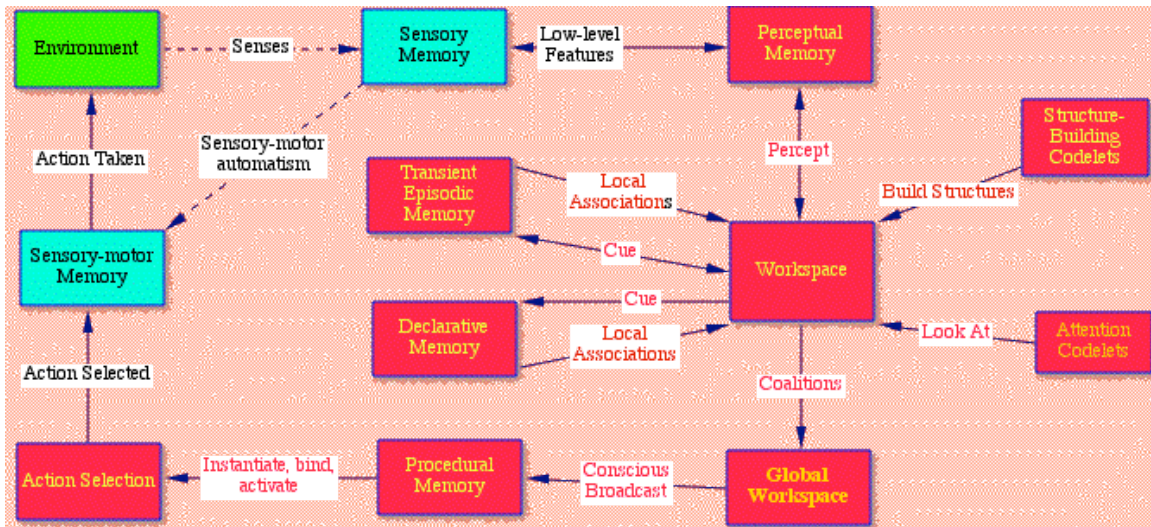 Environment
Senses
Sensory
Memory
Low-level
Features
Perceptual
Memory
Sensory-motor
automatism
Action Taken
Percept
Structure-
Building
Codelets
Transient
Episodic
Memory
Local
Associations
Build Structures
Cue
Workspace
Sensory-motor
Memory
Cue
Declarative
Memory
Local
Associations
Look At
Attention
Codelets
Action Selected
Coalitions
Action Selection
Instantiate, bind,
activate
Procedural
Memory
Conscious
Broadcast
Global
Workspace